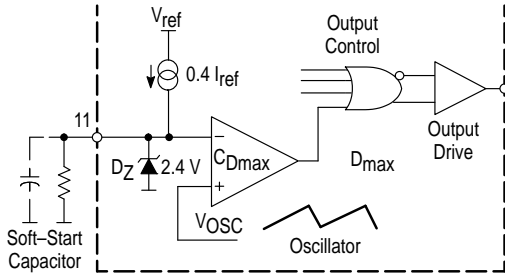 Vref
0.4 Iref
Output
Control
11
DZ
2.4 V
−
CDmax
+
Dmax
Output
Drive
VOSC
Oscillator
Soft–Start
Capacitor